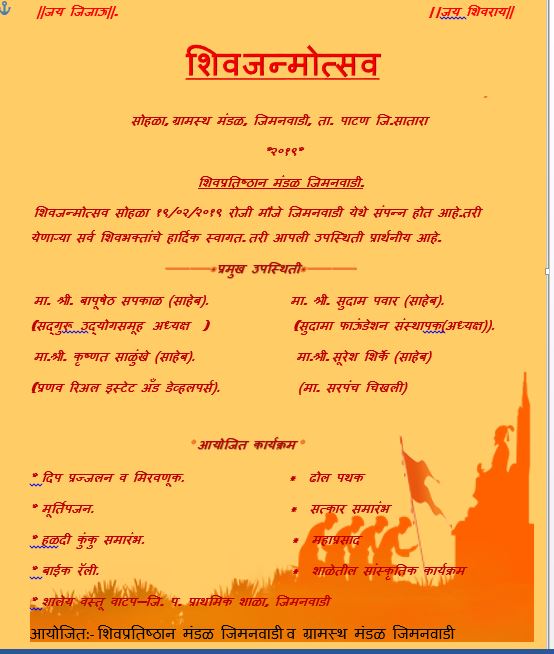 ||जय जिजाऊ||. ||जय शिवराय||
शिवजन्मोत्सव
सोहळा, ग्रामस्थ मंडळ, जिमनवाडी, ता. पाटण जि.सातारा
*२०१९*
शिवप्रतिष्ठान मंडळ जिमनवाडी.
शिवजन्मोत्सव सोहळा १९/०२/२०१९ रोजी मौजे जिमनवाडी येथे संपन्न होत आहे.तरी
येणाऱ्या सर्व शिवभक्तांचे हार्दिक स्वागत.तरी आपली उपस्थिती प्रार्थनीय आहे.
प्रमुख उपस्थिती
मा. श्री. बापूषेठ सपकाळ (साहेब). मा. श्री. सुदाम पवार (साहेब).
(सद्गुरू उद्योगसमूह अध्यक्ष ) (सुदामा फाऊंडेशन संस्थापक(अध्यक्ष)).
मा.श्री. कृष्णत साळुंखे (साहेब). मा.श्री. सूरेश शिर्के (साहेब)
(प्रणव रिअल इस्टेट अँड डेव्हलपर्स). (मा. सरपंच चिखली)
*आयोजित कार्यक्रम*
* दिप प्रज्जलन व मिरवणूक. * ढोल पथक
* मूर्तिपजन. * सत्कार समारंभ
* हळदी कुंकु समारंभ. * महाप्रसाद
* बाईक रॅली. * शाळेतील सांस्कृतिक कार्यक्रम
* शालेय वस्तू वाटप–जि. प. प्राथमिक शाळा, जिमनवाडी
आयोजित:- शिवप्रतिष्ठान मंडळ जिमनवाडी व ग्रामस्थ मंडळ जिमनवाडी